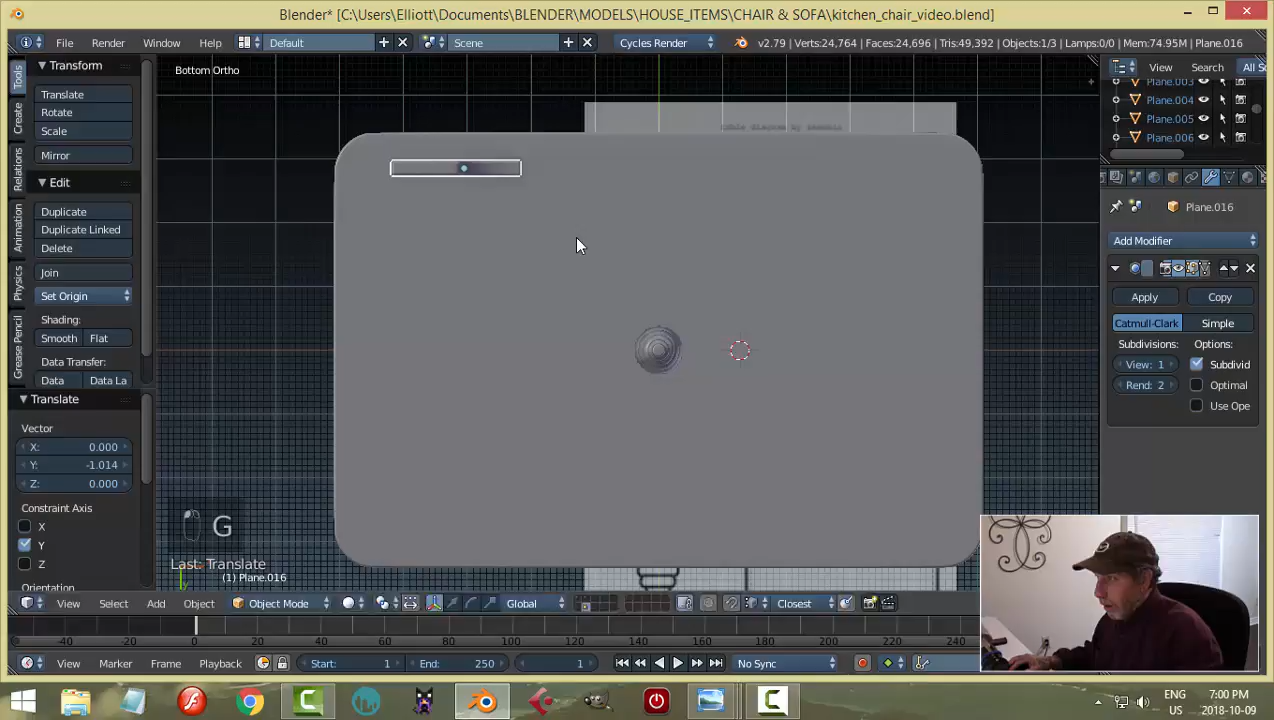 Blender* [C:\Users\Elliott\Documents\BLENDER\MODELS\HOUSE_ITEMS\CHAIR & SOFA\kitchen_chair_video.blend]
File Render Window Help Default Scene Cycles Render v2.79 | Verts:24,764 | Faces:24,696 | Tris:49,392 | Objects:1/3 | Lamps:0/0 | Mem:74.95M | Plane.016
Tools
Create
Relations
Animation
Physics
Grease Pencil
Transform
Translate
Rotate
Scale
Mirror
Edit
Duplicate
Duplicate Linked
Delete
Join
Set Origin
Shading:
Smooth Flat
Data Transfer:
Data Data La
Translate
Vector
X: 0.000
Y: -1.014
Z: 0.000
Constraint Axis
X
Y
Z
Orientation
Bottom Ortho
G
Last: Translate
(1) Plane.016
View Search All S
Plane.003
Plane.004
Plane.005
Plane.006
Plane.016
Add Modifier
Apply Copy
Catmull-Clark Simple
Subdivisions: Options:
View: 1 Subdivid
Rend: 2 Optimal
Use Ope
View Select Add Object Object Mode Global Closest
-40 -20 0 20 40 60 80 100 120 140 160 180 200 220 240
View Marker Frame Playback Start: 1 End: 250 1 No Sync
ENG 7:00 PM
US 2018-10-09